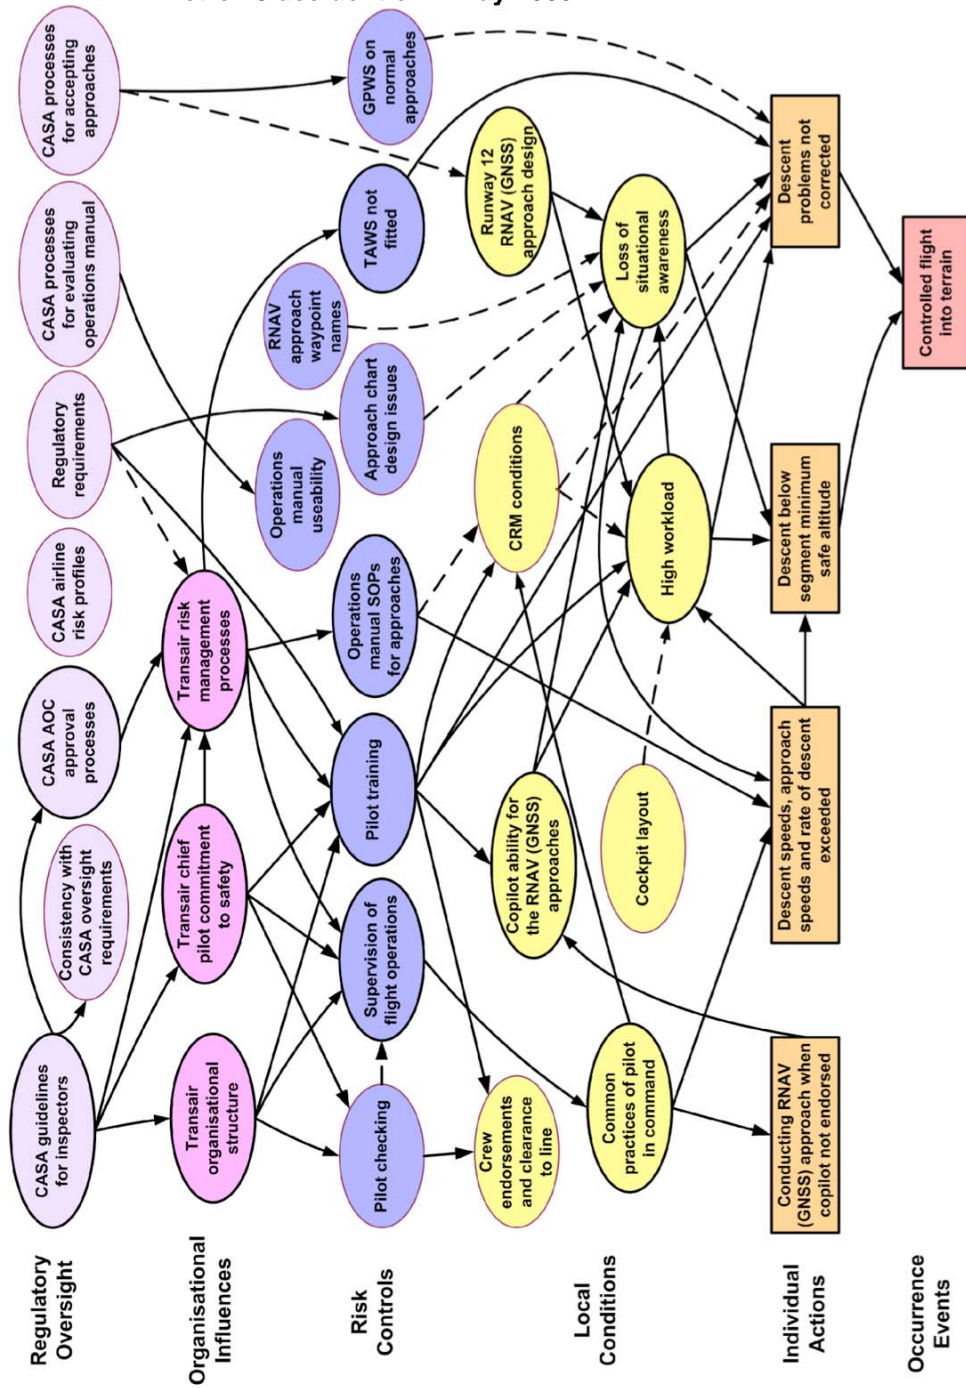 Regulatory
Oversight
CASA guidelines
for inspectors
Consistency with
CASA oversight
requirements
CASA AOC
approval
processes
CASA airline
risk profiles
Regulatory
requirements
CASA processes
for evaluating
operations manual
CASA processes
for accepting
approaches
Organisational
Influences
Transair
organisational
structure
Transair chief
pilot commitment
to safety
Transair risk
management
processes
Risk
Controls
Pilot checking
Supervision of
flight operations
Pilot training
Operations
manual SOPs
for approaches
Operations
manual
useability
Approach chart
design issues
RNAV
approach
waypoint
names
TAWS not
fitted
GPWS on
normal
approaches
Local
Conditions
Crew
endorsements
and clearance
to line
Common
practices of pilot
in command
Copilot ability for
the RNAV (GNSS)
approaches
Cockpit layout
CRM conditions
High workload
Loss of
situational
awareness
Runway 12
RNAV (GNSS)
approach design
Individual
Actions
Conducting RNAV
(GNSS) approach when
copilot not endorsed
Descent speeds, approach
speeds and rate of descent
exceeded
Descent below
segment minimum
safe altitude
Descent
problems not
corrected
Occurrence
Events
Controlled flight
into terrain